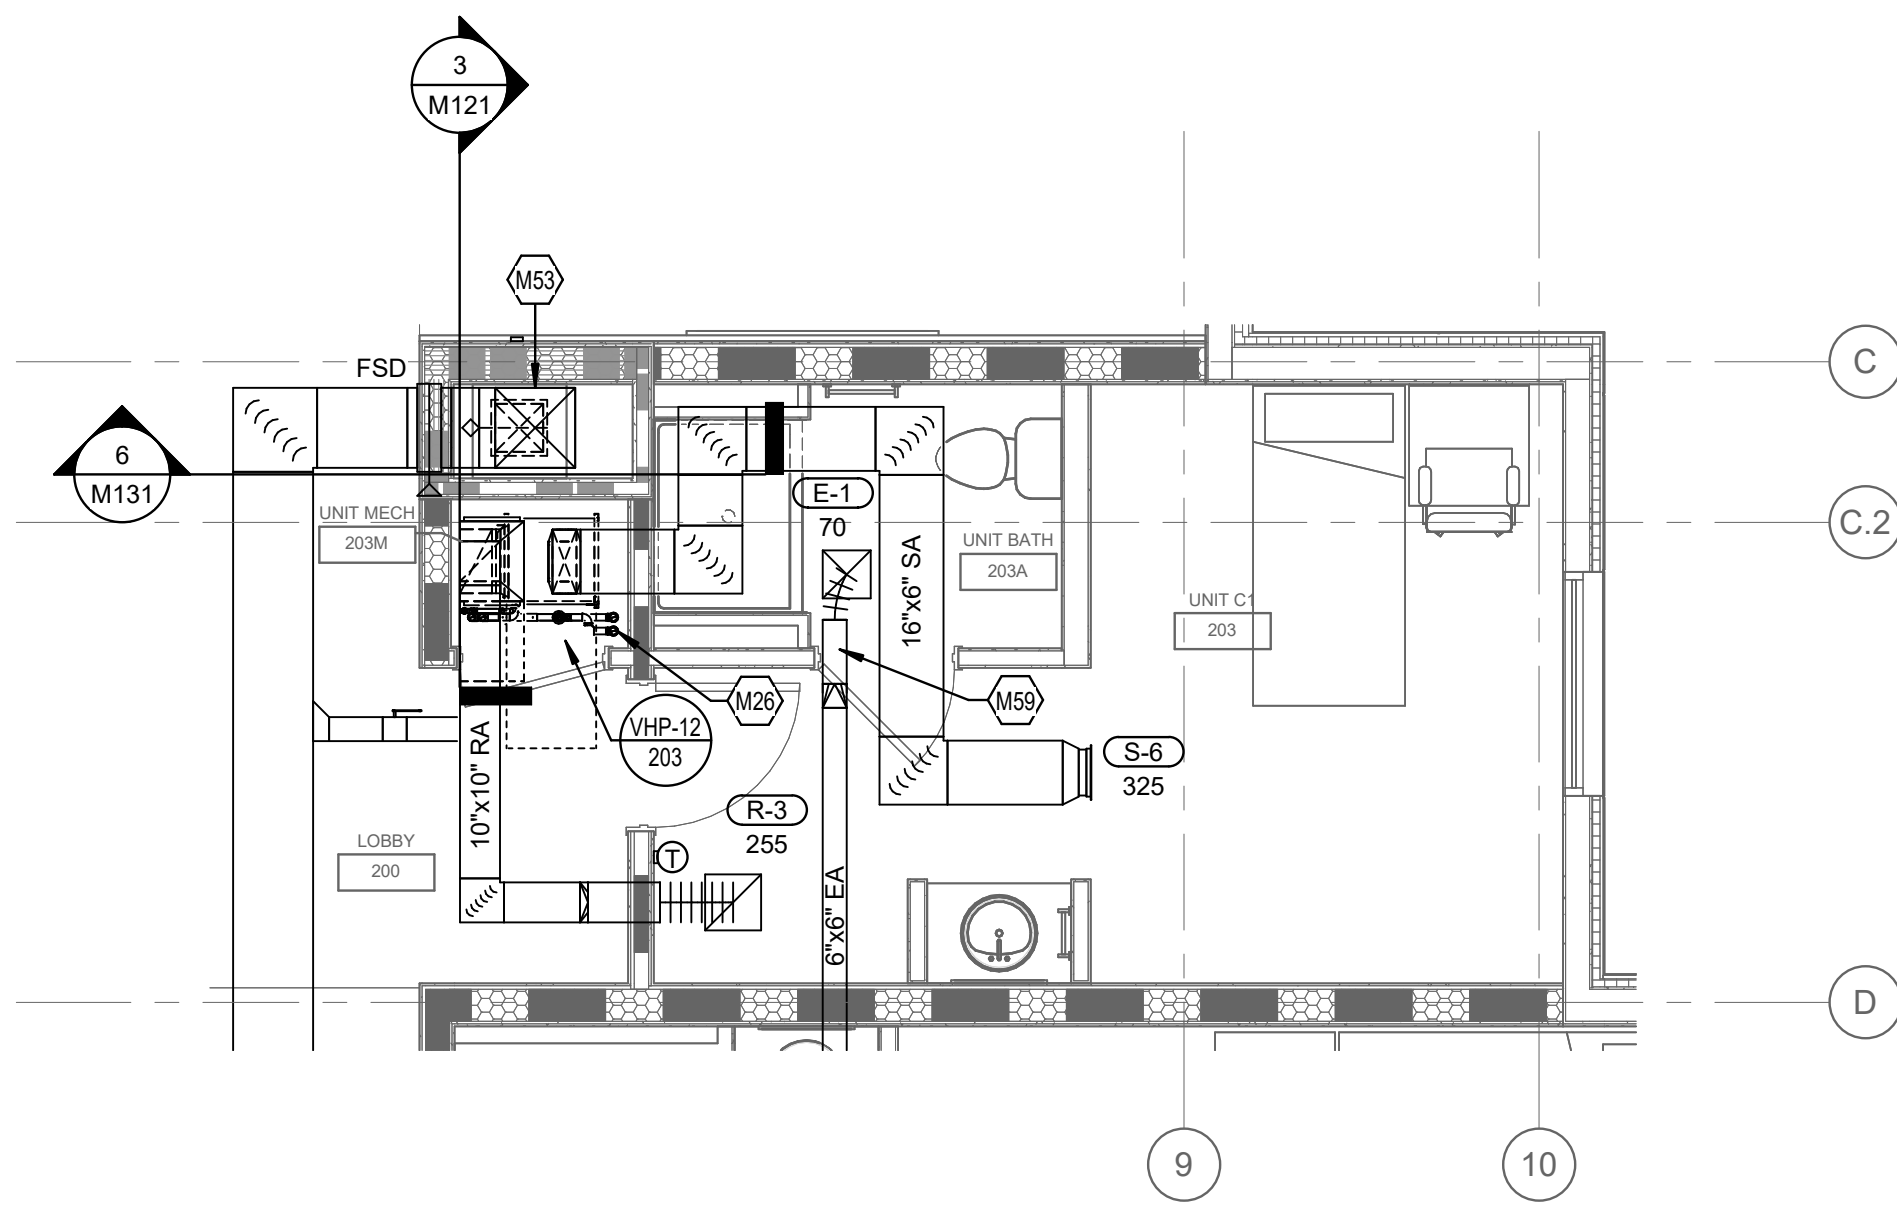 3
M121
M53
FSD
C
6
M131
E-1
70
UNIT MECH
203M
C.2
UNIT BATH
203A
16"x6" SA
UNIT C1
203
M26
M59
VHP-12
203
10"x10" RA
S-6
325
R-3
255
LOBBY
200
T
6"x6" EA
D
9
10